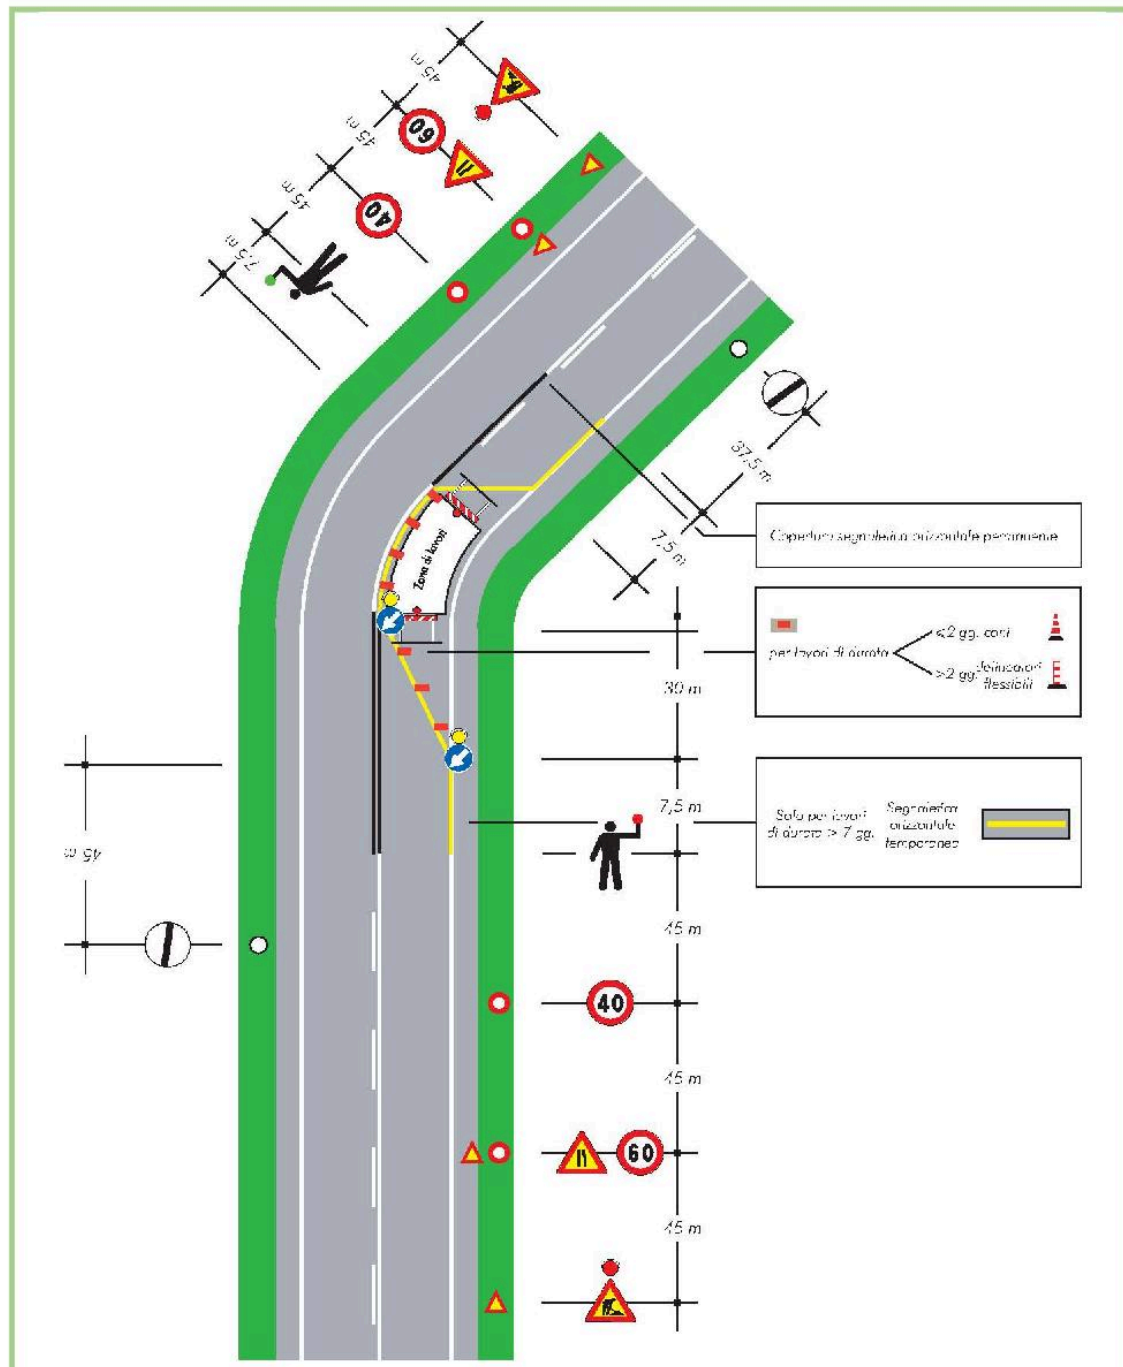 45 m
45 m
60
45 m
40
7,5 m
37,5 m
7,5 m
Copertura segnaletica orizzontale permanente
Zona di lavori
per lavori di durata
<2 gg. coni
>2 gg. delineatori
flessibili
30 m
7,5 m
Solo per lavori
di durata > 7 gg.
Segnaletica
orizzontale
temporanea
45 m
45 m
40
45 m
60
45 m